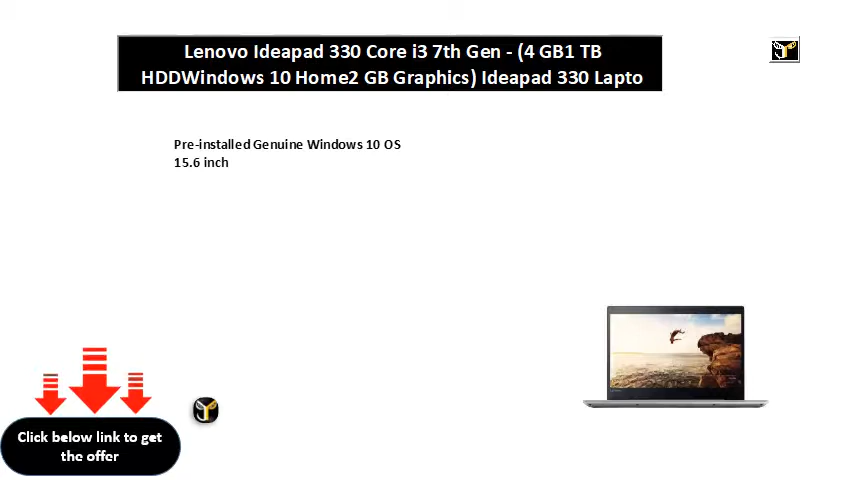 Lenovo Ideapad 330 Core i3 7th Gen - (4 GB1 TB
HDDWindows 10 Home2 GB Graphics) Ideapad 330 Lapto
Pre-installed Genuine Windows 10 OS
15.6 inch
Click below link to get
the offer